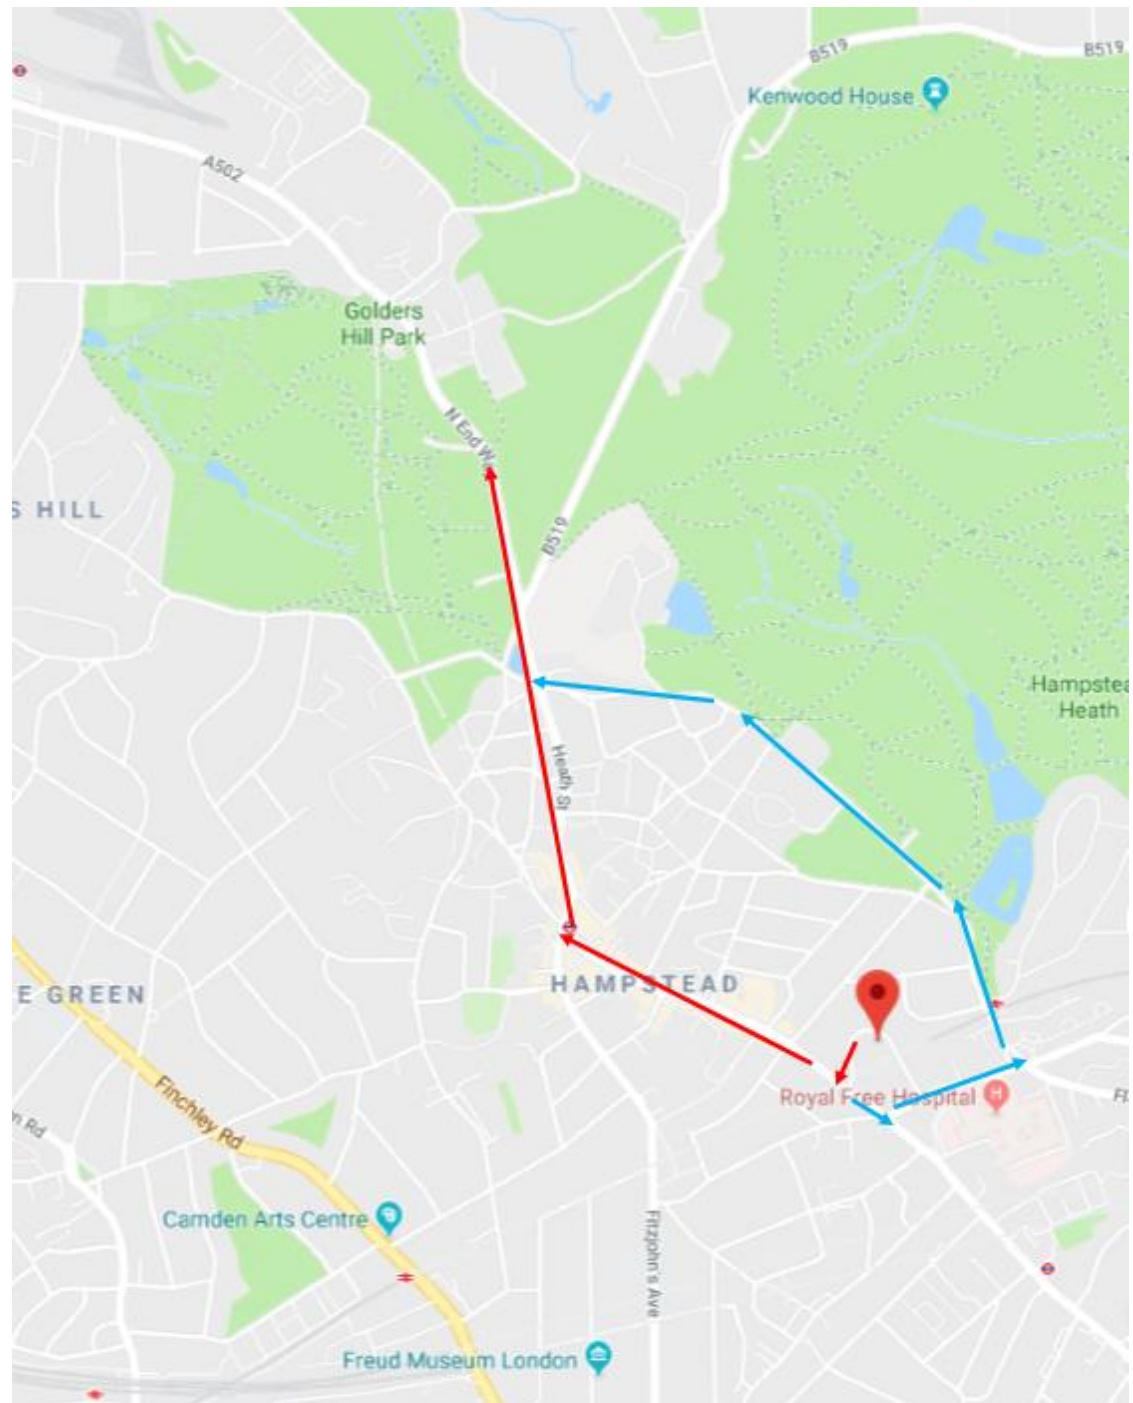 B519
B519
Kenwood House
A502
Golders
Hill Park
N End W
S HILL
B519
Hampstea
Heath
Heath St
E GREEN
HAMPSTEAD
Finchley Rd
Royal Free Hospital
H
n Rd
Camden Arts Centre
Fitzjohn's Ave
Freud Museum London